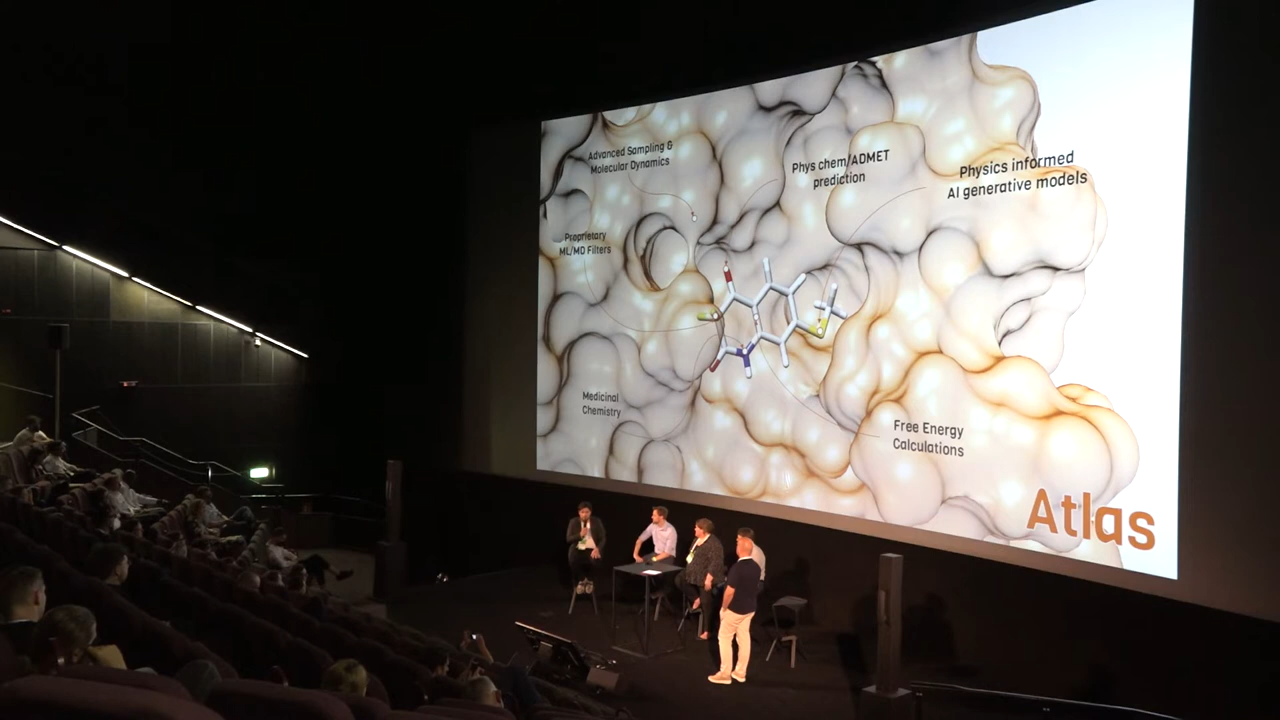 Advanced Sampling &
Molecular Dynamics
Phys chem/ADMET
prediction
Physics informed
AI generative models
Proprietary
ML/MD Filters
Medicinal
Chemistry
Free Energy
Calculations
Atlas